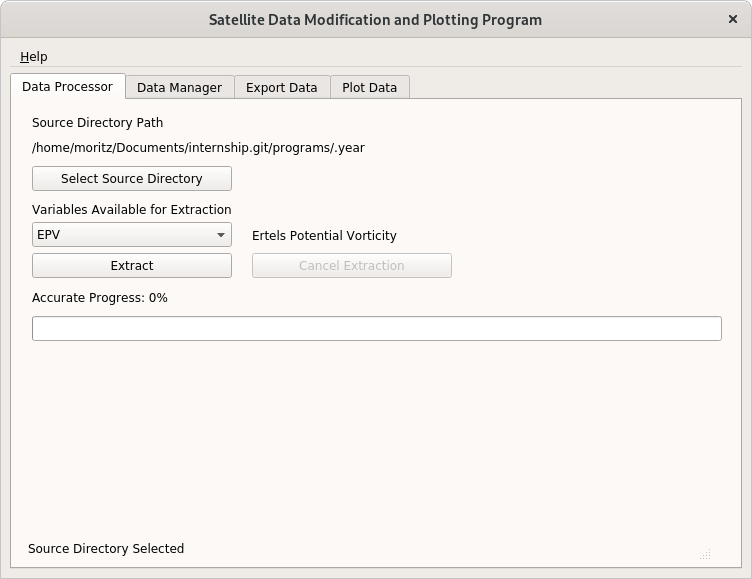 Satellite Data Modification and Plotting Program
Help
Data Processor Data Manager Export Data Plot Data
Source Directory Path
/home/moritz/Documents/internship.git/programs/.year
Select Source Directory
Variables Available for Extraction
EPV Ertels Potential Vorticity
Extract Cancel Extraction
Accurate Progress: 0%
Source Directory Selected